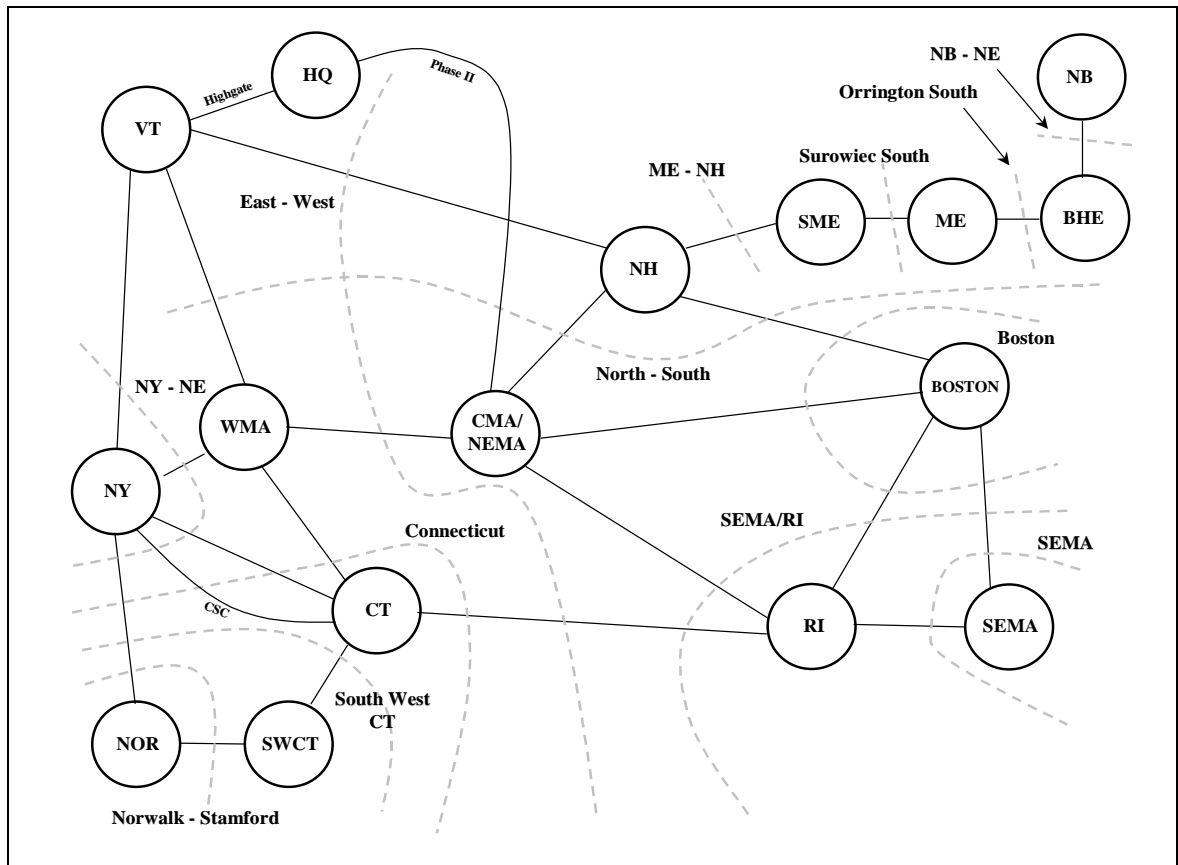 NB - NE
HQ
Phase II
NB
Highgate
Orrington South
VT
Surowiec South
ME - NH
East - West
SME
ME
BHE
NH
Boston
North - South
NY - NE
BOSTON
WMA
CMA/
NEMA
NY
SEMA/RI
Connecticut
SEMA
CSC
CT
RI
SEMA
South West
CT
NOR
SWCT
Norwalk - Stamford